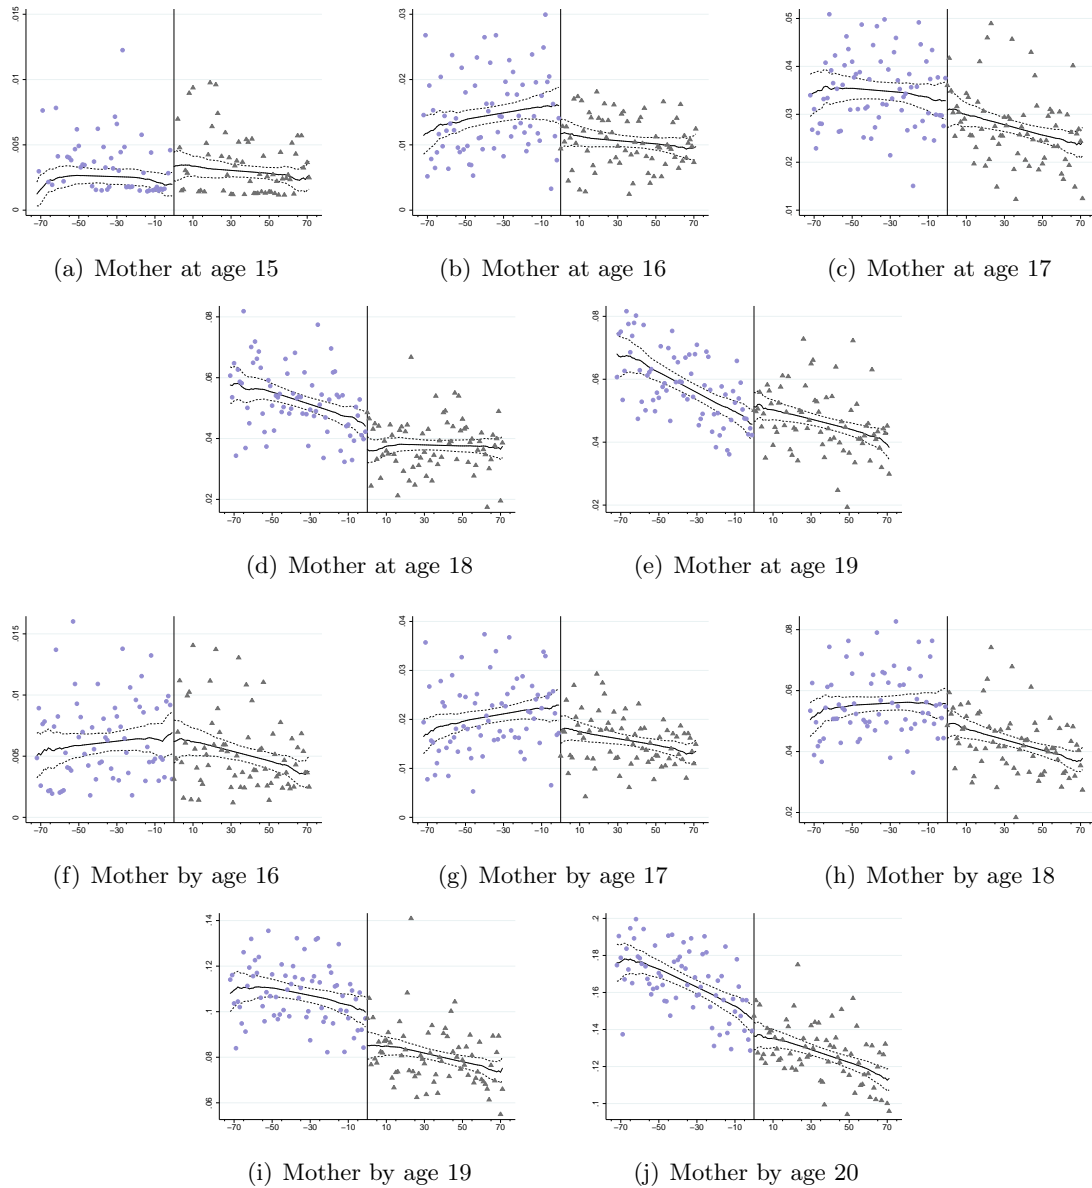 .015
.01
.005
0
−70 −50 −30 −10 10 30 50 70
(a) Mother at age 15
.03
.02
.01
0
−70 −50 −30 −10 10 30 50 70
(b) Mother at age 16
.05
.04
.03
.02
.01
−70 −50 −30 −10 10 30 50 70
(c) Mother at age 17
.08
.06
.04
.02
−70 −50 −30 −10 10 30 50 70
(d) Mother at age 18
.08
.06
.04
.02
−70 −50 −30 −10 10 30 50 70
(e) Mother at age 19
.015
.01
.005
0
−70 −50 −30 −10 10 30 50 70
(f) Mother by age 16
.04
.03
.02
.01
0
−70 −50 −30 −10 10 30 50 70
(g) Mother by age 17
.08
.06
.04
.02
−70 −50 −30 −10 10 30 50 70
(h) Mother by age 18
.14
.12
.1
.08
.06
−70 −50 −30 −10 10 30 50 70
(i) Mother by age 19
.2
.18
.16
.14
.12
.1
−70 −50 −30 −10 10 30 50 70
(j) Mother by age 20